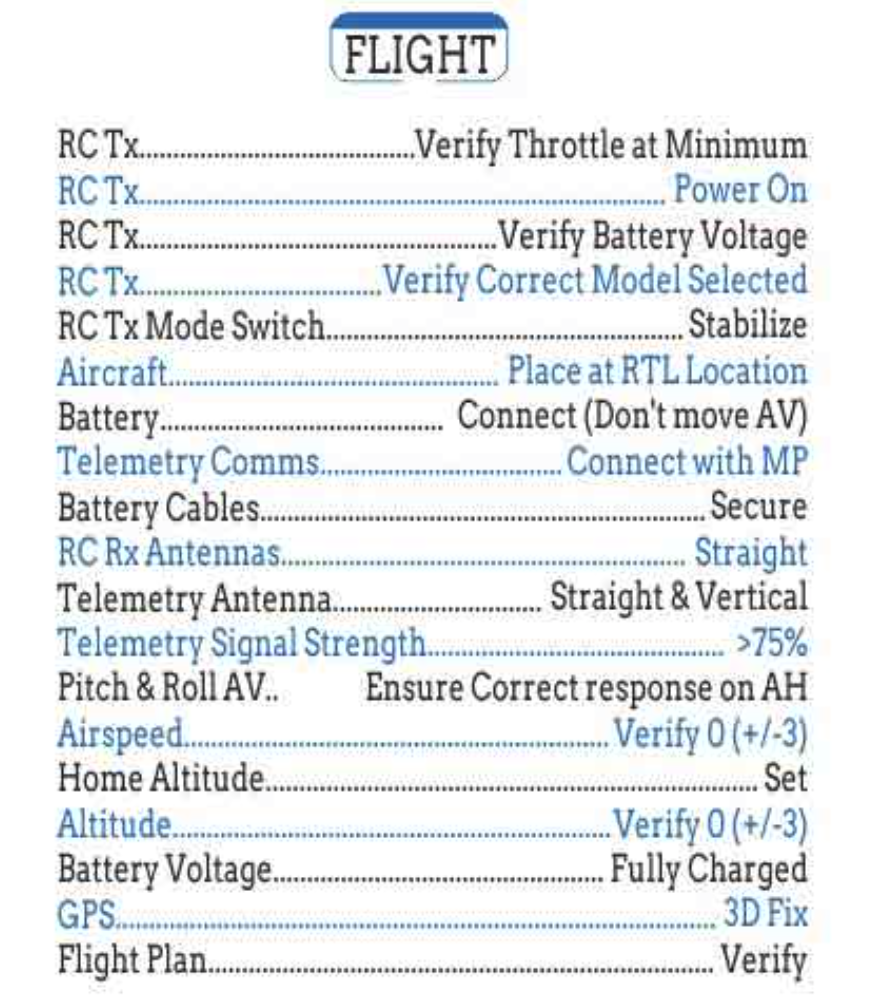 FLIGHT
RC Tx..........Verify Throttle at Minimum
RC Tx.......... Power On
RC Tx..........Verify Battery Voltage
RC Tx..........Verify Correct Model Selected
RC Tx Mode Switch.......... Stabilize
Aircraft.......... Place at RTL Location
Battery.......... Connect (Don't move AV)
Telemetry Comms..........Connect with MP
Battery Cables..........Secure
RC Rx Antennas.......... Straight
Telemetry Antenna.......... Straight & Vertical
Telemetry Signal Strength.......... >75%
Pitch & Roll AV.. Ensure Correct response on AH
Airspeed..........Verify 0 (+/-3)
Home Altitude.......... Set
Altitude..........Verify 0 (+/-3)
Battery Voltage.......... Fully Charged
GPS.......... 3D Fix
Flight Plan.......... Verify